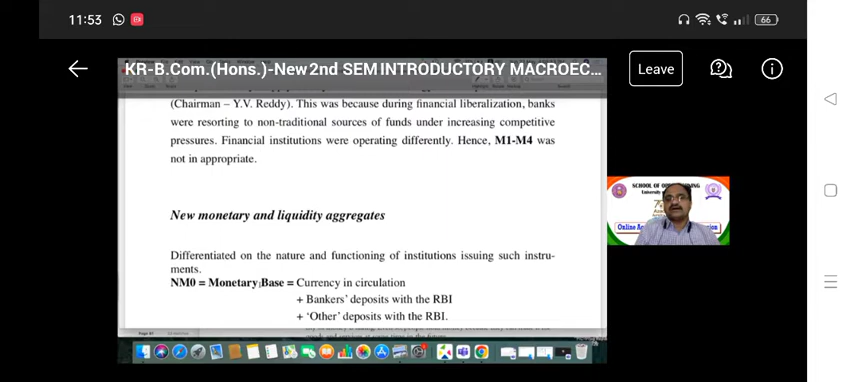 11:53
66
KR-B.Com.(Hons.)-New 2nd SEM INTRODUCTORY MACROEC...
Leave
(Chairman – Y.V. Reddy). This was because during financial liberalization, banks
were resorting to non-traditional sources of funds under increasing competitive
pressures. Financial institutions were operating differently. Hence, M1-M4 was
not in appropriate.
SCHOOL OF
Online
New monetary and liquidity aggregates
Differentiated on the nature and functioning of institutions issuing such instru-
ments.
NM0 = Monetary Base = Currency in circulation
+ Bankers' deposits with the RBI
+ 'Other' deposits with the RBI.